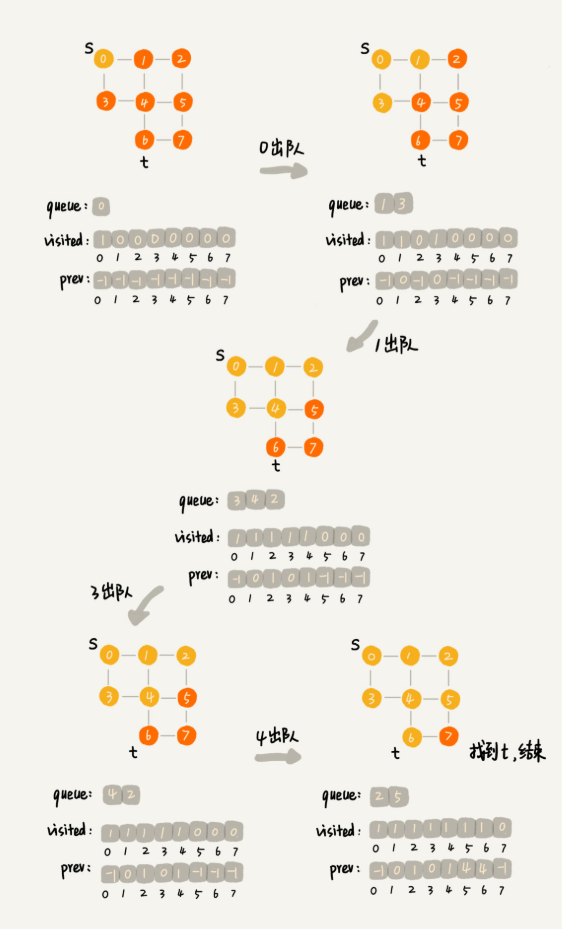 S
0 1 2
3 4 5
6 7
t
queue: 0
visited: 1 0 0 0 0 0 0 0
0 1 2 3 4 5 6 7
prev: -1 -1 -1 -1 -1 -1 -1 -1
0 1 2 3 4 5 6 7
0出队
S
0 1 2
3 4 5
6 7
t
queue: 1 3
visited: 1 1 0 1 0 0 0 0
0 1 2 3 4 5 6 7
prev: -1 0 -1 0 -1 -1 -1 -1
0 1 2 3 4 5 6 7
1出队
S
0 1 2
3 4 5
6 7
t
queue: 3 4 2
visited: 1 1 1 1 1 0 0 0
0 1 2 3 4 5 6 7
prev: -1 0 1 0 1 -1 -1 -1
0 1 2 3 4 5 6 7
3出队
S
0 1 2
3 4 5
6 7
t
queue: 4 2
visited: 1 1 1 1 1 0 0 0
0 1 2 3 4 5 6 7
prev: -1 0 1 0 1 -1 -1 -1
0 1 2 3 4 5 6 7
4出队
S
0 1 2
3 4 5
6 7
t
找到t,结束
queue: 2 5
visited: 1 1 1 1 1 1 1 0
0 1 2 3 4 5 6 7
prev: -1 0 1 0 1 4 4 -1
0 1 2 3 4 5 6 7